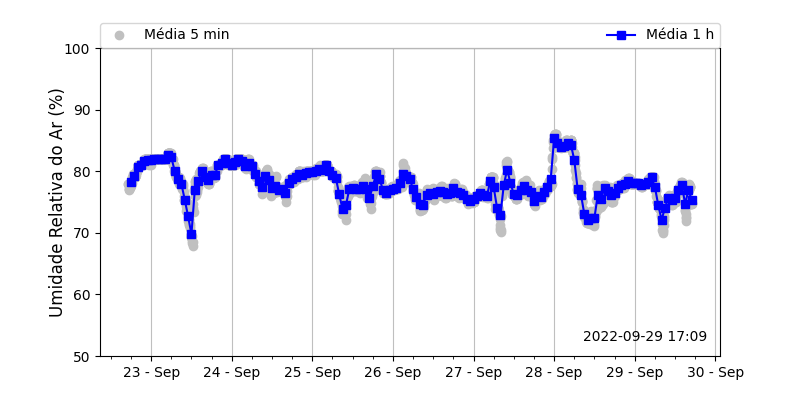 Média 5 min
Média 1 h
Umidade Relativa do Ar (%)
100
90
80
70
60
50
2022-09-29 17:09
23 - Sep
24 - Sep
25 - Sep
26 - Sep
27 - Sep
28 - Sep
29 - Sep
30 - Sep